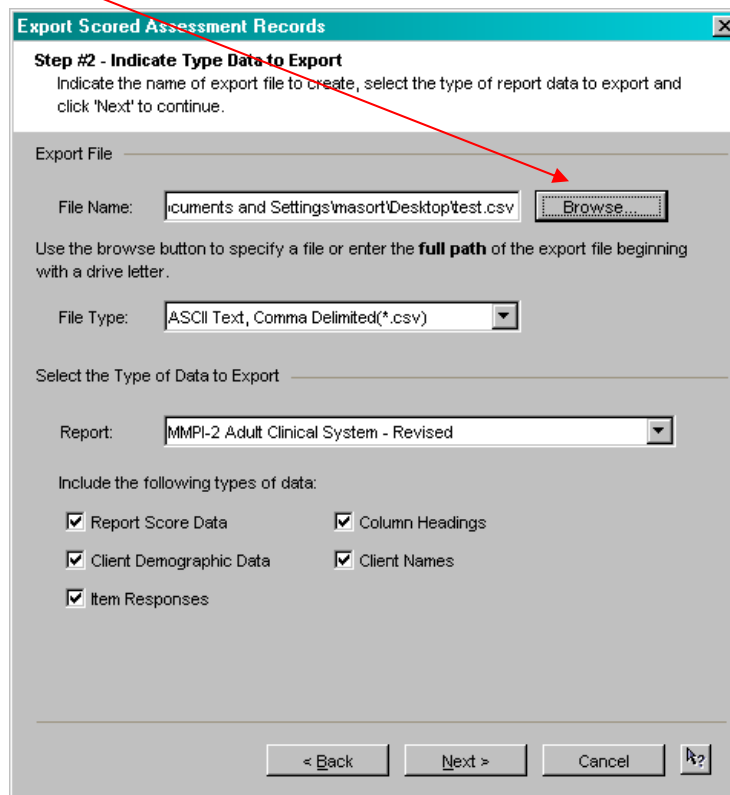 Export Scored Assessment Records
Step #2 - Indicate Type Data to Export
Indicate the name of export file to create, select the type of report data to export and
click 'Next' to continue.
Export File
File Name: cuments and Settings\masort\Desktop\test.csv Browse...
Use the browse button to specify a file or enter the full path of the export file beginning
with a drive letter.
File Type: ASCII Text, Comma Delimited(*.csv)
Select the Type of Data to Export
Report: MMPI-2 Adult Clinical System - Revised
Include the following types of data:
Report Score Data Column Headings
Client Demographic Data Client Names
Item Responses
< Back Next > Cancel ?